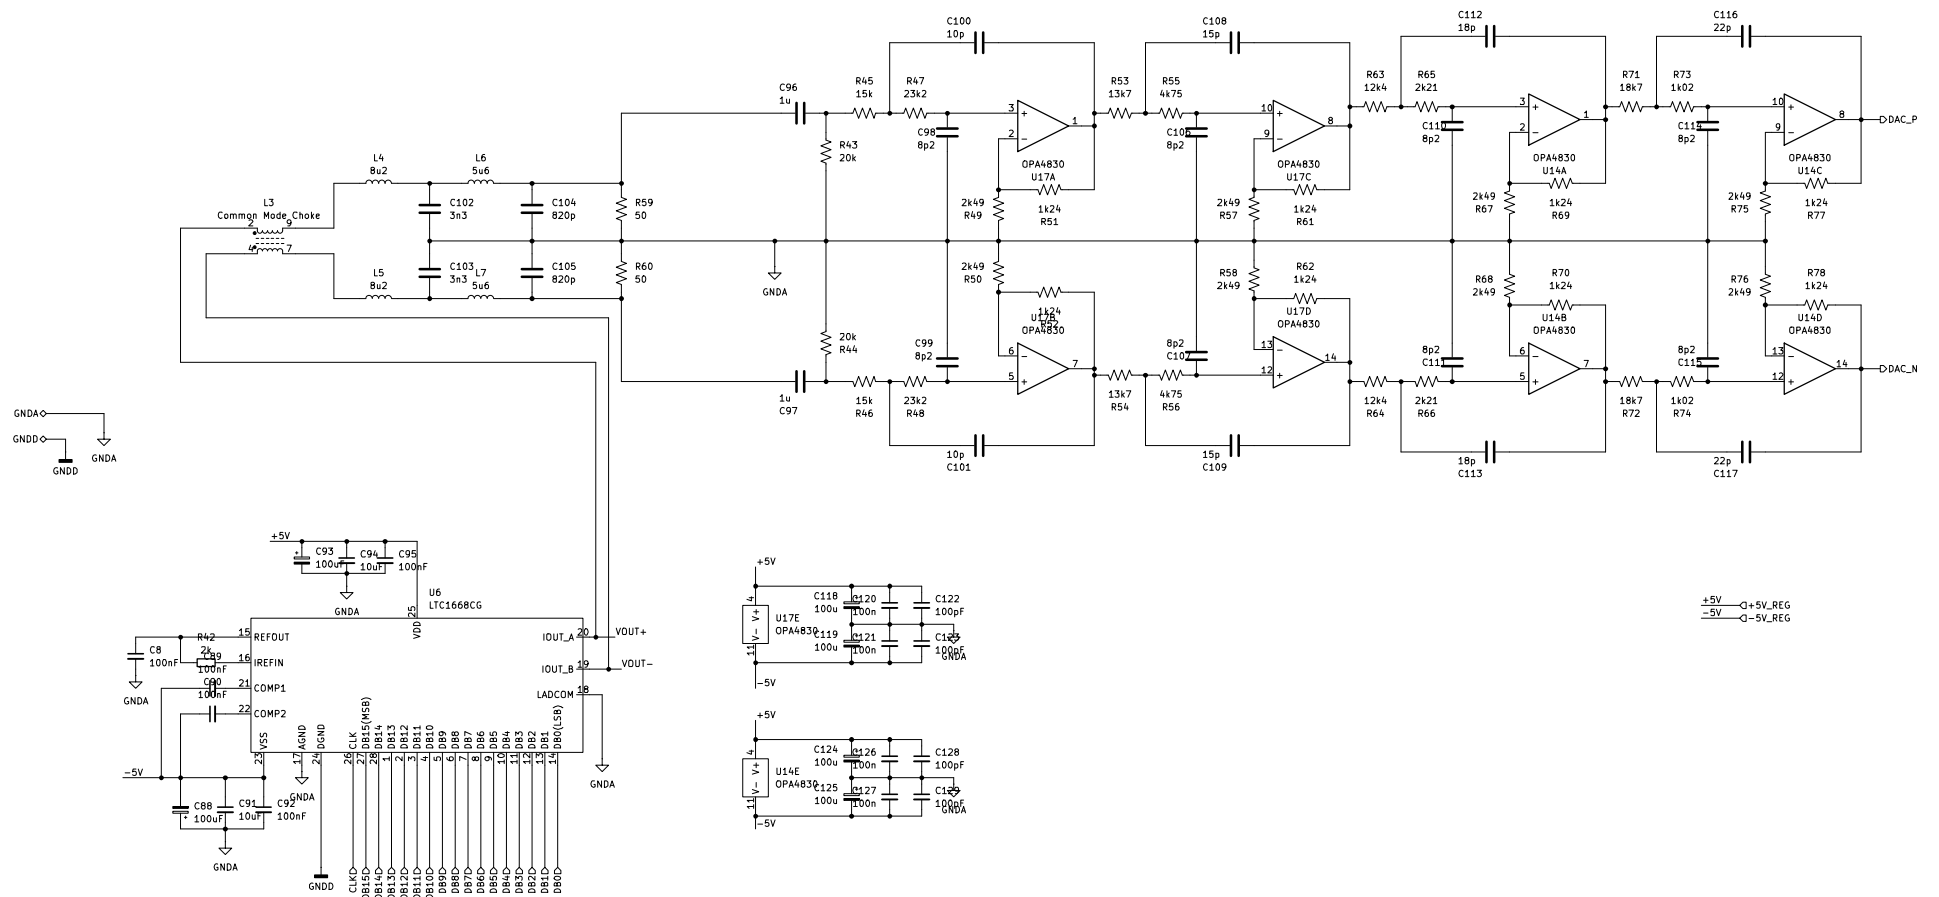 C100
10p
C108
15p
C112
18p
C116
22p
C96
1u
R45
15k
R47
23k2
R53
13k7
R55
4k75
R63
12k4
R65
2k21
R71
18k7
R73
1k02
3
2
1
10
9
8
3
2
1
10
9
8
DAC_P
R43
20k
C98
8p2
C106
8p2
C110
8p2
C114
8p2
OPA4830
U17A
OPA4830
U17C
OPA4830
U14A
OPA4830
U14C
L4
8u2
L6
5u6
L3
Common Mode Choke
2
9
4
7
C102
3n3
C104
820p
R59
50
2k49
R49
1k24
R51
2k49
R57
1k24
R61
2k49
R67
1k24
R69
2k49
R75
1k24
R77
L5
8u2
C103
3n3
L7
5u6
C105
820p
R60
50
GNDA
2k49
R50
1k24
R52
U17B
OPA4830
R58
2k49
R62
1k24
U17D
OPA4830
R68
2k49
R70
1k24
U14B
OPA4830
R76
2k49
R78
1k24
U14D
OPA4830
20k
R44
C99
8p2
8p2
C107
8p2
C111
8p2
C115
6
5
7
13
12
14
6
5
7
13
12
14
DAC_N
1u
C97
15k
R46
23k2
R48
13k7
R54
4k75
R56
12k4
R64
2k21
R66
18k7
R72
1k02
R74
10p
C101
15p
C109
18p
C113
22p
C117
GNDA
GNDD
GNDA
GNDD
+5V
C93
100uF
C94
10uF
C95
100nF
GNDA
U6
LTC1668CG
25
VDD
15
REFOUT
16
IREFIN
21
COMP1
22
COMP2
R42
2k
C89
100nF
C90
100nF
C8
100nF
GNDA
IOUT_A
20
VOUT+
IOUT_B
19
VOUT-
LADCOM
18
GNDA
VSS
23
AGND
17
DGND
24
CLK
26
DB15(MSB)
27
DB14
28
DB13
1
DB12
2
DB11
3
DB10
4
DB9
5
DB8
6
DB7
7
DB6
8
DB5
9
DB4
10
DB3
11
DB2
12
DB1
13
DB0(LSB)
14
-5V
C88
100uF
C91
10uF
C92
100nF
GNDA
GNDA
GNDD
CLK
DB15
DB14
DB13
DB12
DB11
DB10
DB9
DB8
DB7
DB6
DB5
DB4
DB3
DB2
DB1
DB0
+5V
4
V+
V-
11
U17E
OPA4830
-5V
C118
100u
C120
100n
C122
100pF
C119
100u
C121
100n
C123
100pF
GNDA
+5V
4
V+
V-
11
U14E
OPA4830
-5V
C124
100u
C126
100n
C128
100pF
C125
100u
C127
100n
C129
100pF
GNDA
+5V
+5V_REG
-5V
-5V_REG